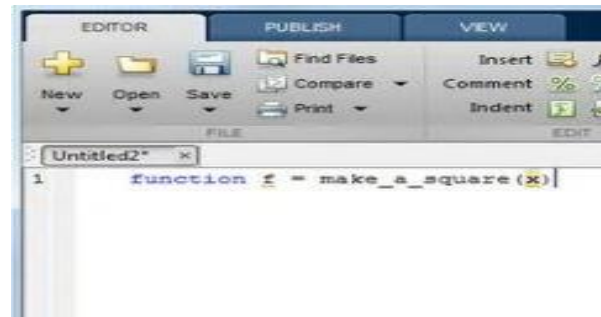 EDITOR PUBLISH VIEW
Find Files Insert
New Open Save Compare Comment %
Print Indent
FILE EDIT
Untitled2* ×
1 function f = make_a_square(x)